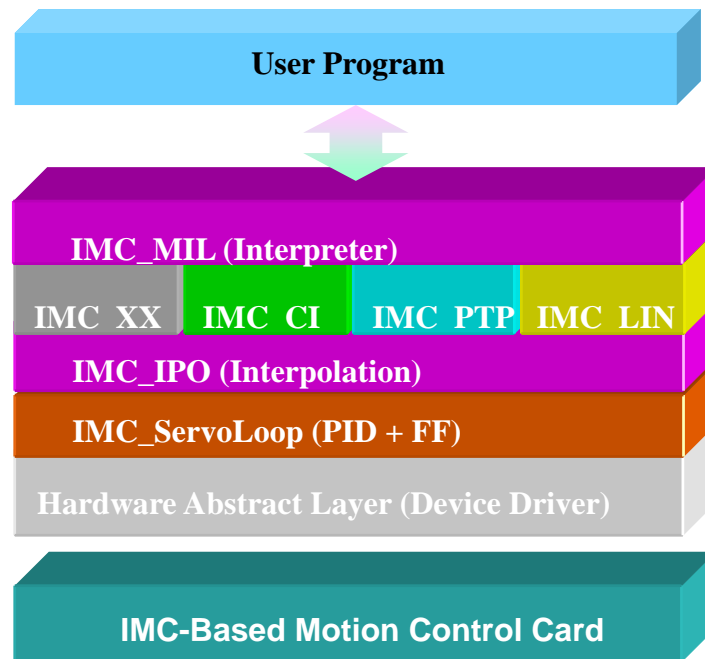 User Program
IMC_MIL (Interpreter)
IMC_XX IMC_CI IMC_PTP IMC_LIN
IMC_IPO (Interpolation)
IMC_ServoLoop (PID + FF)
Hardware Abstract Layer (Device Driver)
IMC-Based Motion Control Card